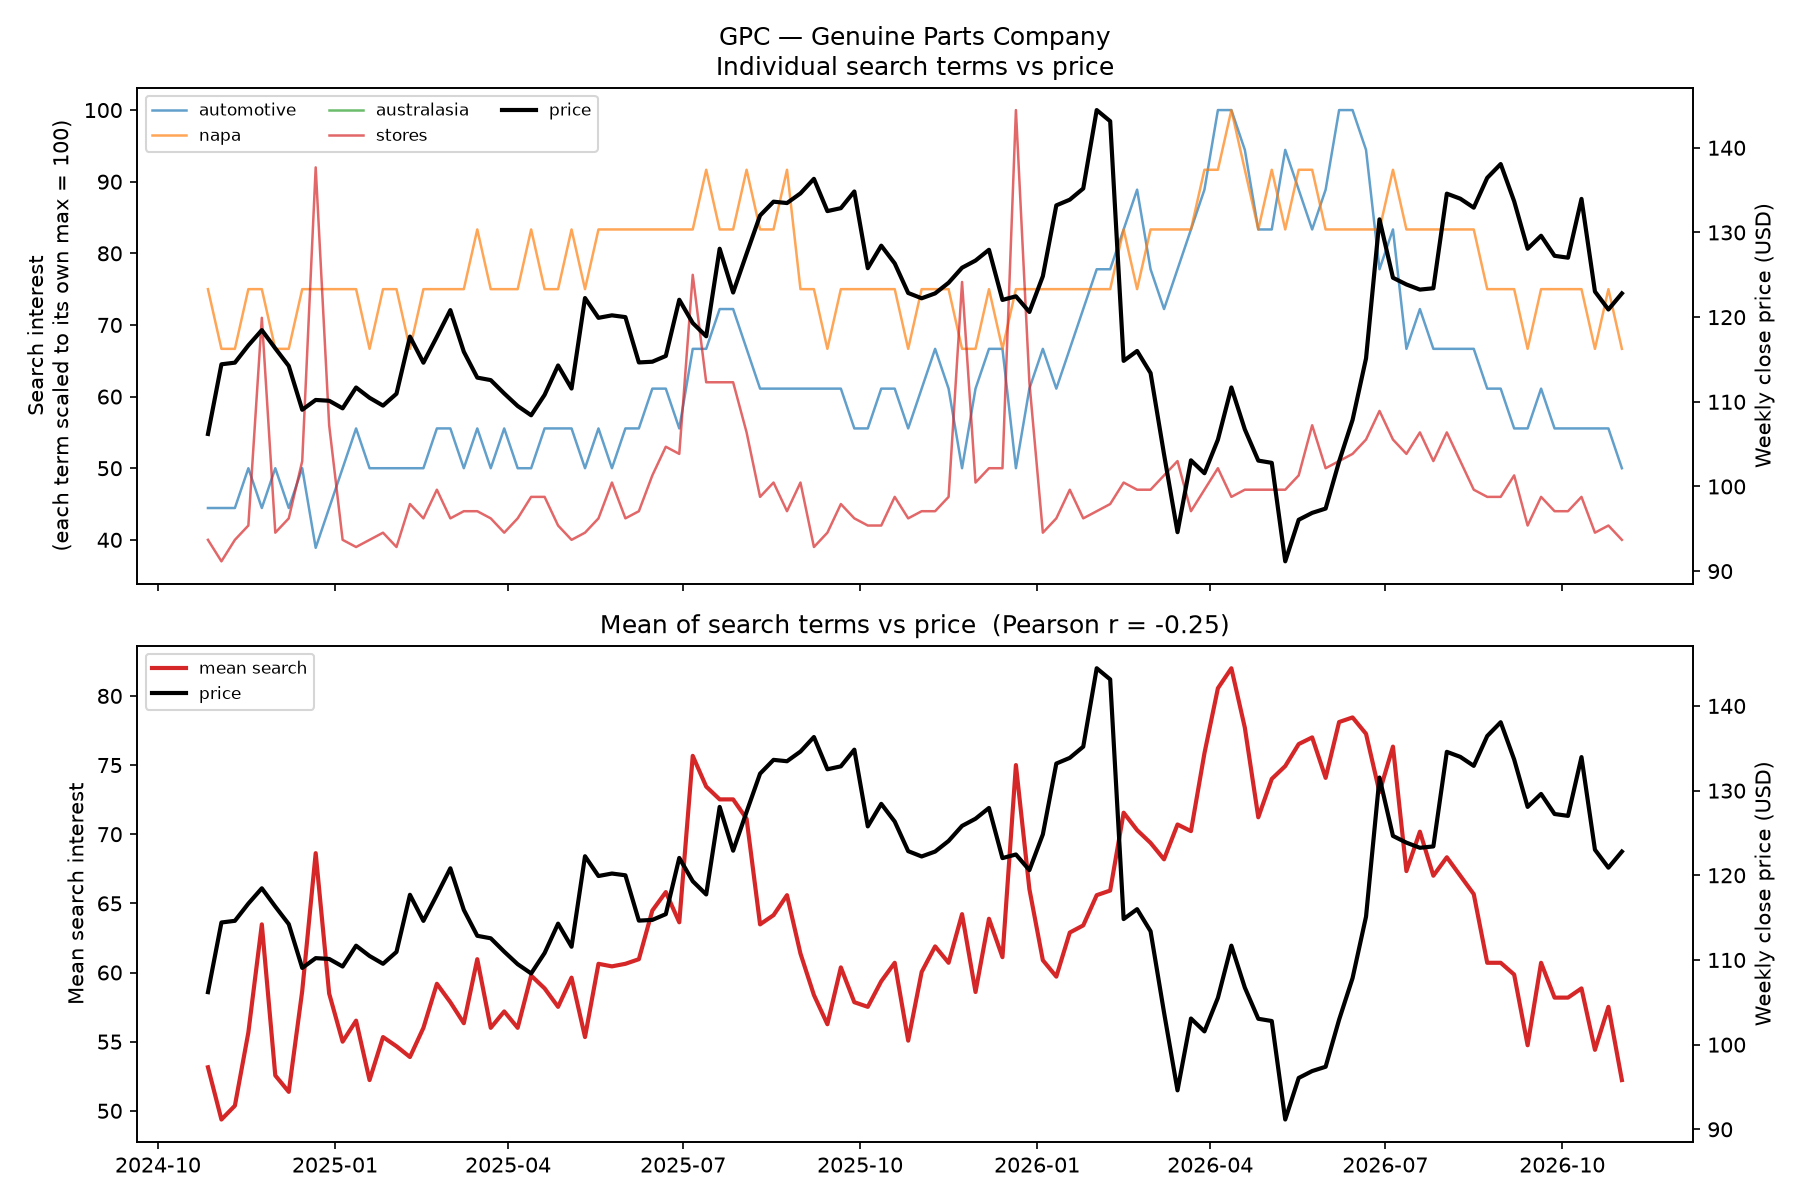 GPC — Genuine Parts Company
Individual search terms vs price
automotive
napa
australasia
stores
price
Search interest
(each term scaled to its own max = 100)
100
90
80
70
60
50
40
140
130
120
110
100
90
Weekly close price (USD)
Mean of search terms vs price (Pearson r = -0.25)
mean search
price
Mean search interest
80
75
70
65
60
55
50
140
130
120
110
100
90
Weekly close price (USD)
2024-10
2025-01
2025-04
2025-07
2025-10
2026-01
2026-04
2026-07
2026-10